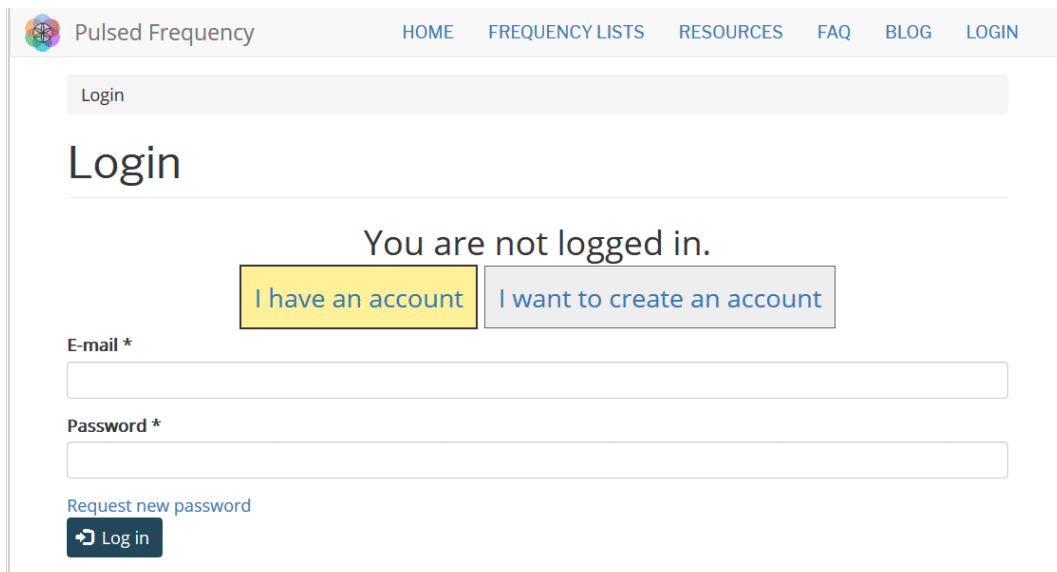 Pulsed Frequency HOME FREQUENCY LISTS RESOURCES FAQ BLOG LOGIN
Login
Login
You are not logged in.
I have an account I want to create an account
E-mail *
Password *
Request new password
Log in